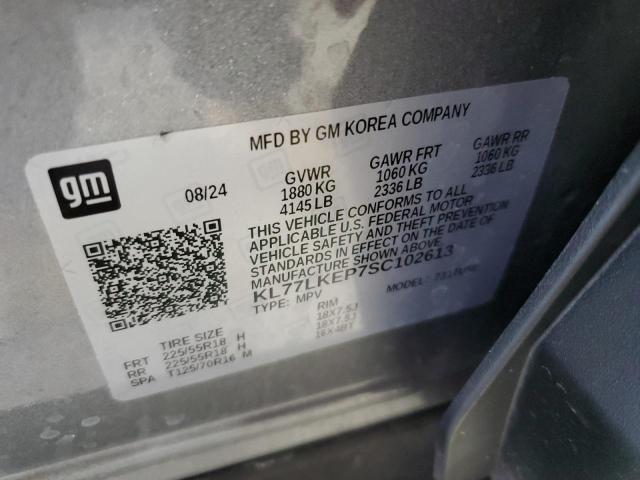 MFD BY GM KOREA COMPANY
gm
08/24
GVWR
1880 KG
4145 LB
GAWR FRT
1060 KG
2336 LB
GAWR RR
1060 KG
2336 LB
THIS VEHICLE CONFORMS TO ALL
APPLICABLE U.S. FEDERAL MOTOR
VEHICLE SAFETY AND THEFT PREVENTION
STANDARDS IN EFFECT ON THE DATE OF
MANUFACTURE SHOWN ABOVE.
KL77LKEP7SC102613
TYPE: MPV
MODEL:
TIRE SIZE
RIM
FRT 225/55R18 H 18X7.5J
RR 225/55R18 H 18X7.5J
SPA T125/70R16 M 16X4BT